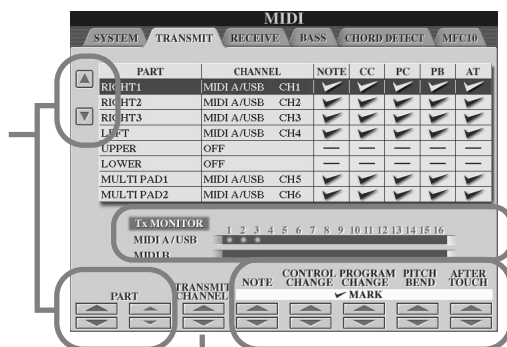 MIDI
SYSTEM TRANSMIT RECEIVE BASS CHORD DETECT MFC10
PART CHANNEL NOTE CC PC PB AT
RIGHT1 MIDI A/USB CH1
RIGHT2 MIDI A/USB CH2
RIGHT3 MIDI A/USB CH3
LEFT MIDI A/USB CH4
UPPER OFF — — — — —
LOWER OFF — — — — —
MULTI PAD1 MIDI A/USB CH5
MULTI PAD2 MIDI A/USB CH6
Tx MONITOR 1 2 3 4 5 6 7 8 9 10 11 12 13 14 15 16
MIDI A/USB
MIDI B
PART TRANSMIT CHANNEL NOTE CONTROL CHANGE PROGRAM CHANGE PITCH BEND AFTER TOUCH
✓ MARK